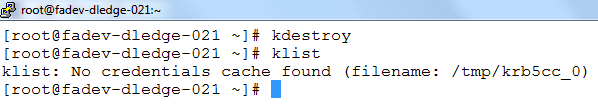 root@fadev-dledge-021:~
[root@fadev-dledge-021 ~]# kdestroy
[root@fadev-dledge-021 ~]# klist
klist: No credentials cache found (filename: /tmp/krb5cc_0)
[root@fadev-dledge-021 ~]#